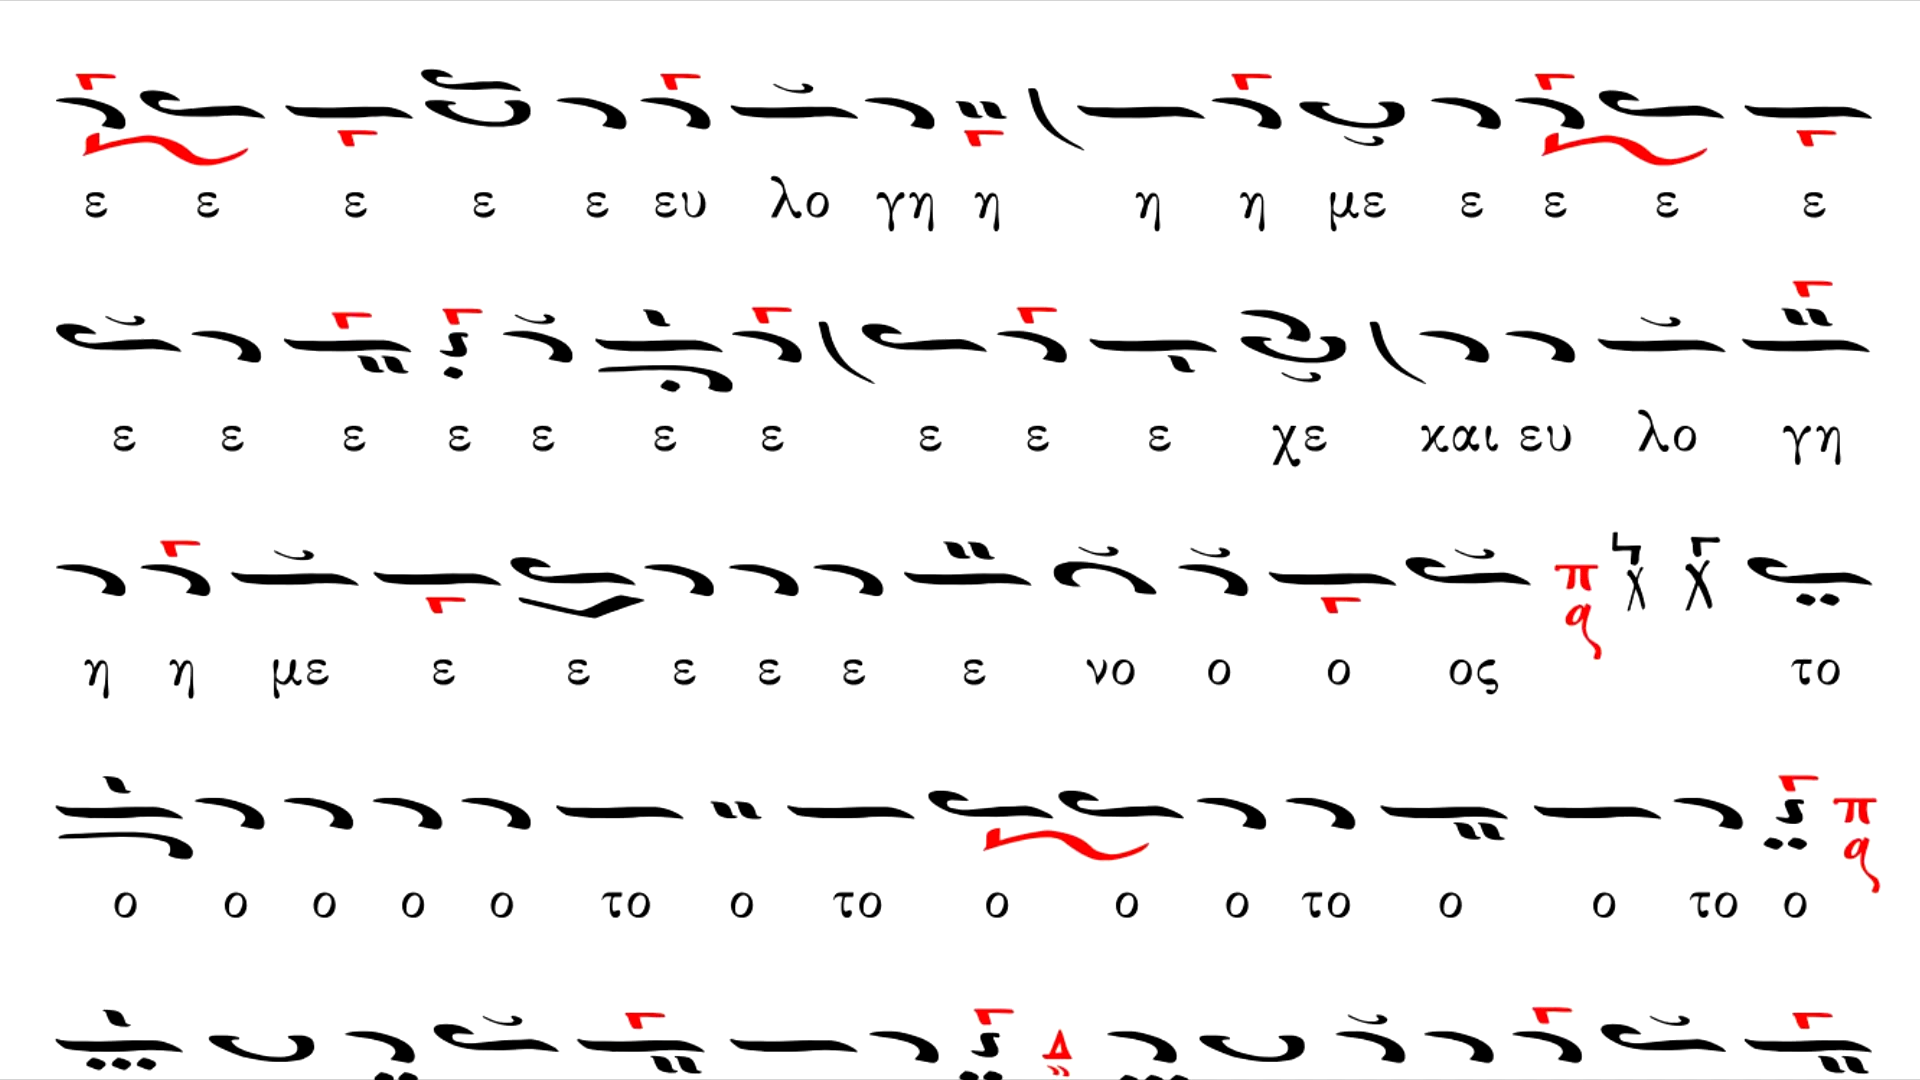 ε ε ε ε ε ευ λο γη η η η με ε ε ε ε
ε ε ε ε ε ε ε ε ε ε χε και ευ λο γη
η η με ε ε ε ε ε ε νο ο ο ος π q χ χ το
ο ο ο ο ο το ο το ο ο ο το ο ο το ο π q
Δ